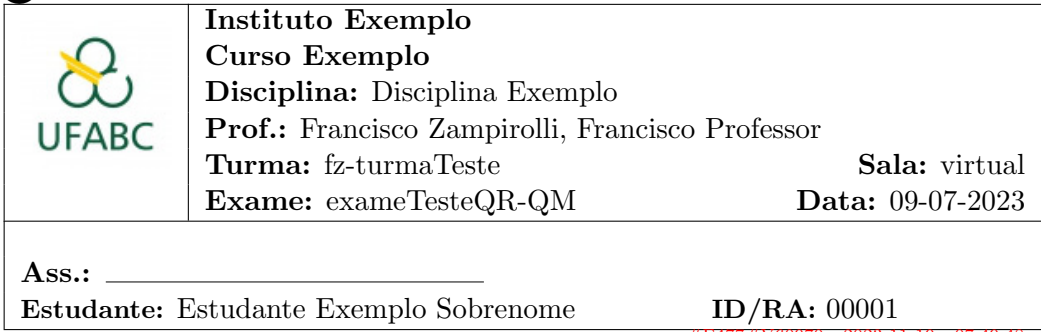 UFABC
Instituto Exemplo
Curso Exemplo
Disciplina: Disciplina Exemplo
Prof.: Francisco Zampirolli, Francisco Professor
Turma: fz-turmaTeste Sala: virtual
Exame: exameTesteQR-QM Data: 09-07-2023
Ass.:
Estudante: Estudante Exemplo Sobrenome ID/RA: 00001